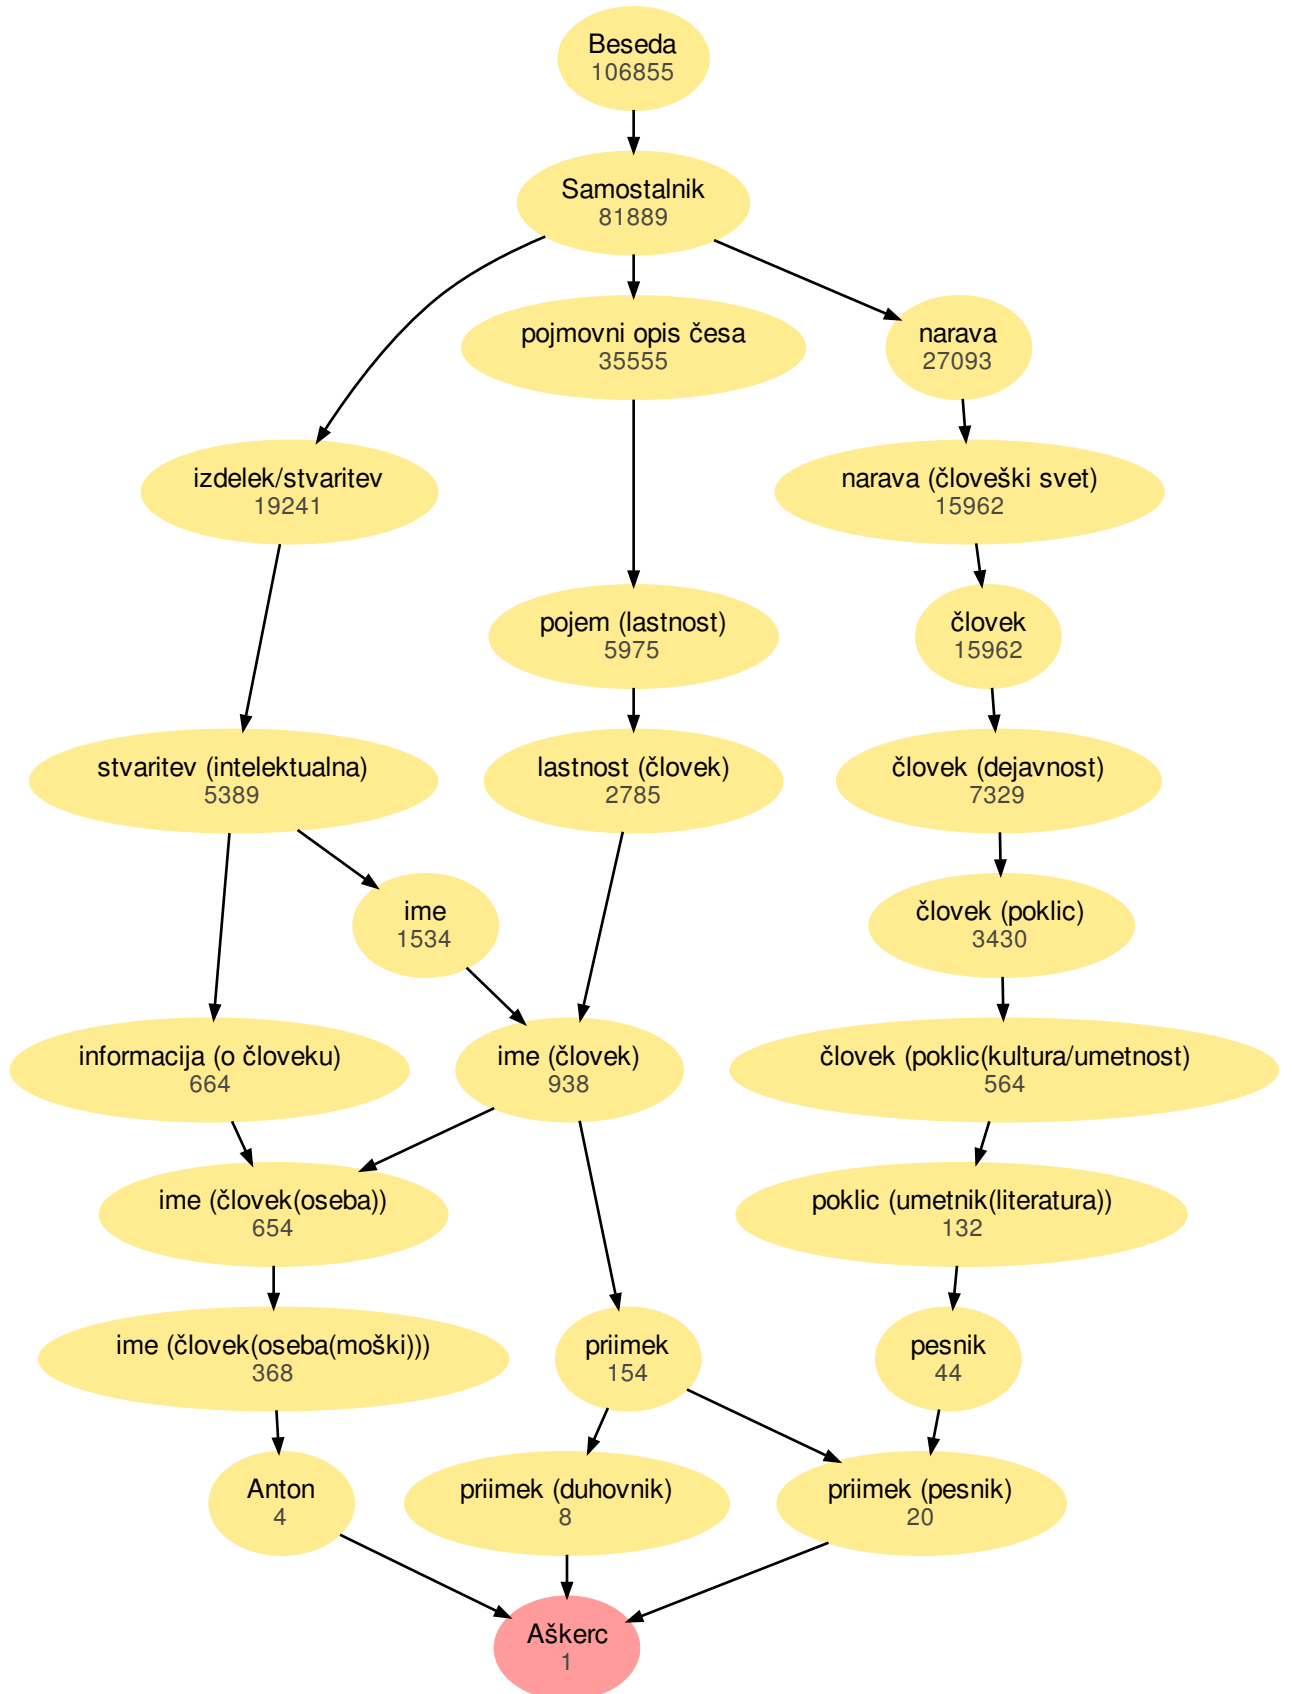 Beseda
106855
Samostalnik
81889
pojmovni opis česa
35555
narava
27093
izdelek/stvaritev
19241
narava (človeški svet)
15962
pojem (lastnost)
5975
človek
15962
stvaritev (intelektualna)
5389
lastnost (človek)
2785
človek (dejavnost)
7329
ime
1534
človek (poklic)
3430
informacija (o človeku)
664
ime (človek)
938
človek (poklic(kultura/umetnost)
564
ime (človek(oseba))
654
poklic (umetnik(literatura))
132
ime (človek(oseba(moški)))
368
priimek
154
pesnik
44
Anton
4
priimek (duhovnik)
8
priimek (pesnik)
20
Aškerc
1